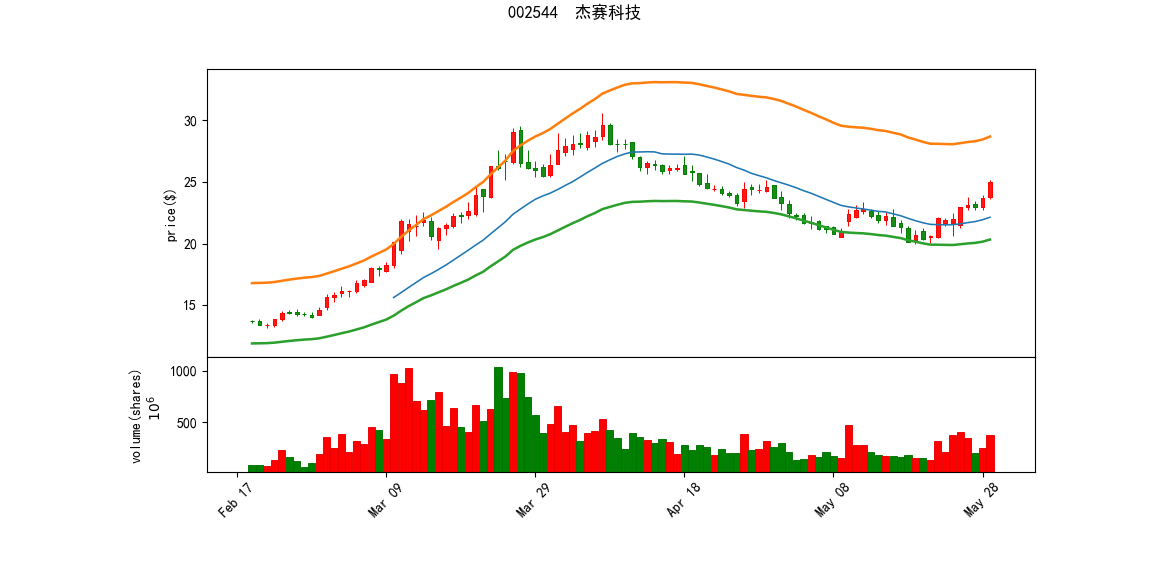 002544 杰赛科技
30
25
20
15
price($)
1000
500
volume(shares)
10^6
Feb 17
Mar 09
Mar 29
Apr 18
May 08
May 28